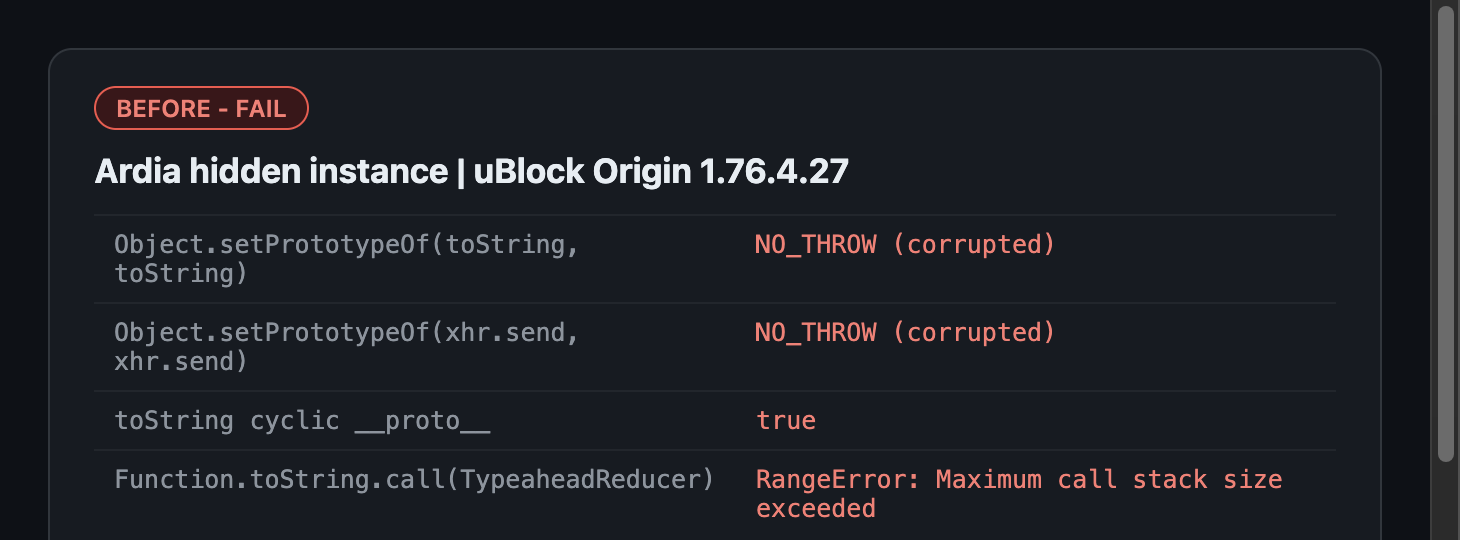 BEFORE - FAIL
Ardia hidden instance | uBlock Origin 1.76.4.27
Object.setPrototypeOf(toString,
toString)
NO_THROW (corrupted)
Object.setPrototypeOf(xhr.send,
xhr.send)
NO_THROW (corrupted)
toString cyclic __proto__
true
Function.toString.call(TypeaheadReducer)
RangeError: Maximum call stack size
exceeded